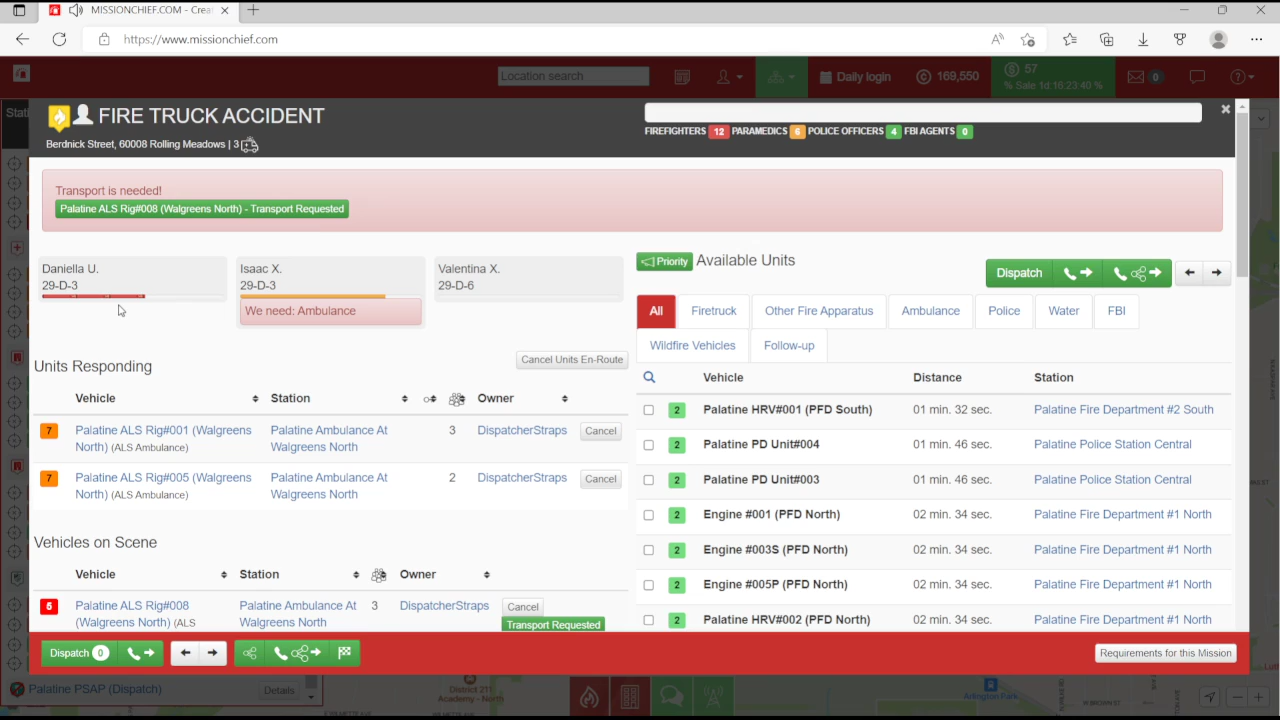 MISSIONCHIEF.COM - Crea
https://www.missionchief.com
Location search
Daily login
169,550
57
% Sale 1d 16:23:40 %
0
Stati
FIRE TRUCK ACCIDENT
Berdnick Street, 60008 Rolling Meadows | 3
FIREFIGHTERS 12 PARAMEDICS 6 POLICE OFFICERS 4 FBI AGENTS 0
Transport is needed!
Palatine ALS Rig#008 (Walgreens North) - Transport Requested
Daniella U.
29-D-3
Isaac X.
29-D-3
We need: Ambulance
Valentina X.
29-D-6
Cancel Units En-Route
Units Responding
Vehicle Station Owner
7 Palatine ALS Rig#001 (Walgreens North) (ALS Ambulance) Palatine Ambulance At Walgreens North 3 DispatcherStraps Cancel
7 Palatine ALS Rig#005 (Walgreens North) (ALS Ambulance) Palatine Ambulance At Walgreens North 2 DispatcherStraps Cancel
Vehicles on Scene
Vehicle Station Owner
5 Palatine ALS Rig#008 (Walgreens North) (ALS Palatine Ambulance At Walgreens North 3 DispatcherStraps Cancel
Transport Requested
Priority Available Units
Dispatch
All Firetruck Other Fire Apparatus Ambulance Police Water FBI
Wildfire Vehicles Follow-up
Vehicle Distance Station
2 Palatine HRV#001 (PFD South) 01 min. 32 sec. Palatine Fire Department #2 South
2 Palatine PD Unit#004 01 min. 46 sec. Palatine Police Station Central
2 Palatine PD Unit#003 01 min. 46 sec. Palatine Police Station Central
2 Engine #001 (PFD North) 02 min. 34 sec. Palatine Fire Department #1 North
2 Engine #003S (PFD North) 02 min. 34 sec. Palatine Fire Department #1 North
2 Engine #005P (PFD North) 02 min. 34 sec. Palatine Fire Department #1 North
2 Palatine HRV#002 (PFD North) 02 min. 34 sec. Palatine Fire Department #1 North
Dispatch 0
Requirements for this Mission
Palatine PSAP (Dispatch) Details
District 211
Academy - North
Arlington Park
W BROWN ST